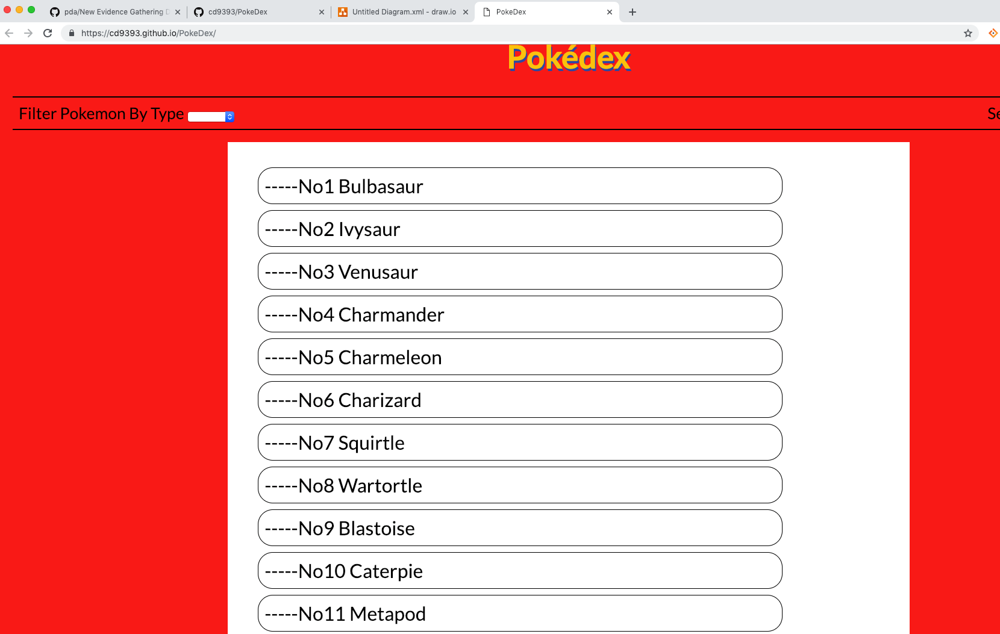 pda/New Evidence Gathering
cd9393/PokeDex
Untitled Diagram.xml - draw.io
PokeDex
https://cd9393.github.io/PokeDex/
Pokédex
Filter Pokemon By Type
Se
-----No1 Bulbasaur
-----No2 Ivysaur
-----No3 Venusaur
-----No4 Charmander
-----No5 Charmeleon
-----No6 Charizard
-----No7 Squirtle
-----No8 Wartortle
-----No9 Blastoise
-----No10 Caterpie
-----No11 Metapod